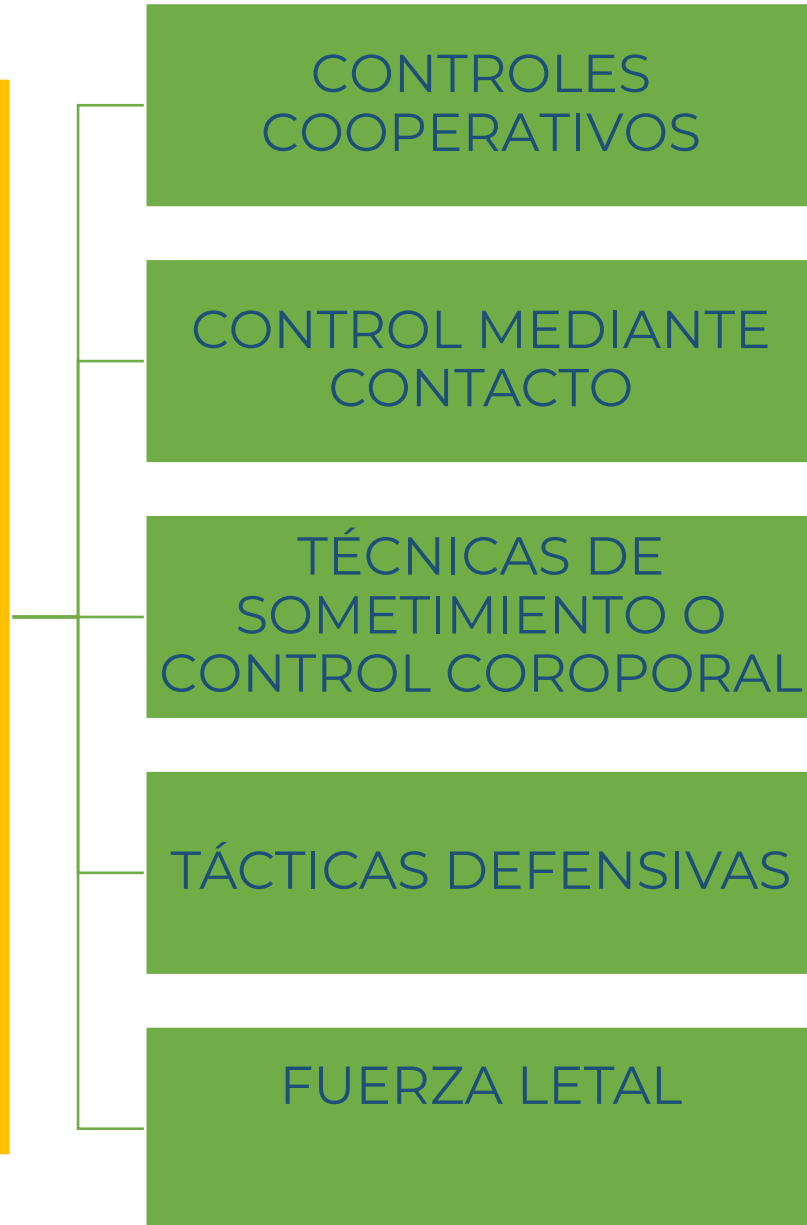 CONTROLES
COOPERATIVOS
CONTROL MEDIANTE
CONTACTO
TÉCNICAS DE
SOMETIMIENTO O
CONTROL COROPORAL
TÁCTICAS DEFENSIVAS
FUERZA LETAL